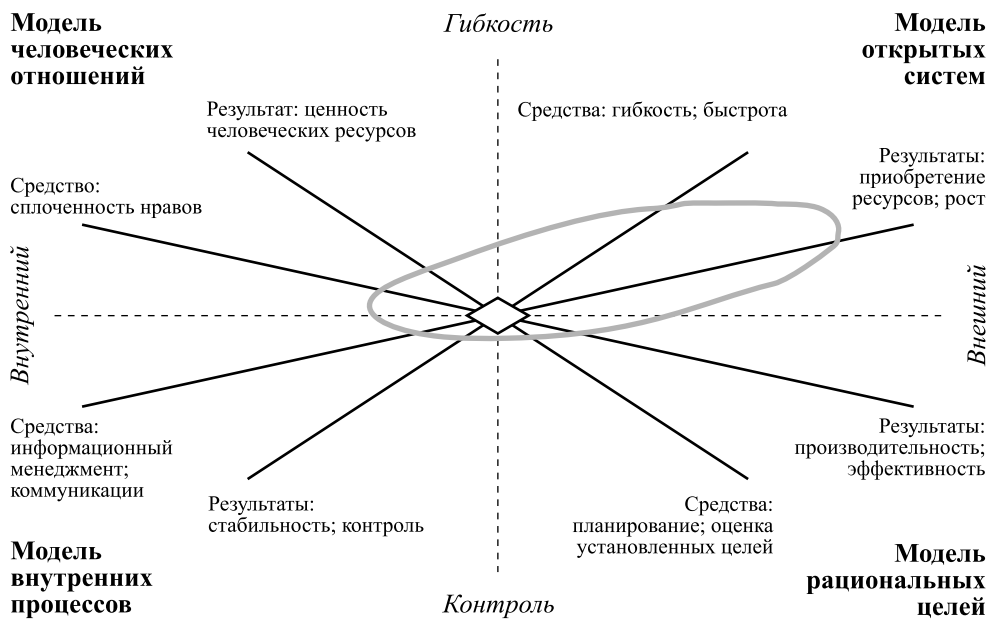 Модель
человеческих
отношений
Гибкость
Модель
открытых
систем
Результат: ценность
человеческих ресурсов
Средства: гибкость; быстрота
Средство:
сплоченность нравов
Результаты:
приобретение
ресурсов; рост
Внутренний
Внешний
Средства:
информационный
менеджмент;
коммуникации
Результаты:
стабильность; контроль
Средства:
планирование; оценка
установленных целей
Результаты:
производительность;
эффективность
Модель
внутренних
процессов
Контроль
Модель
рациональных
целей